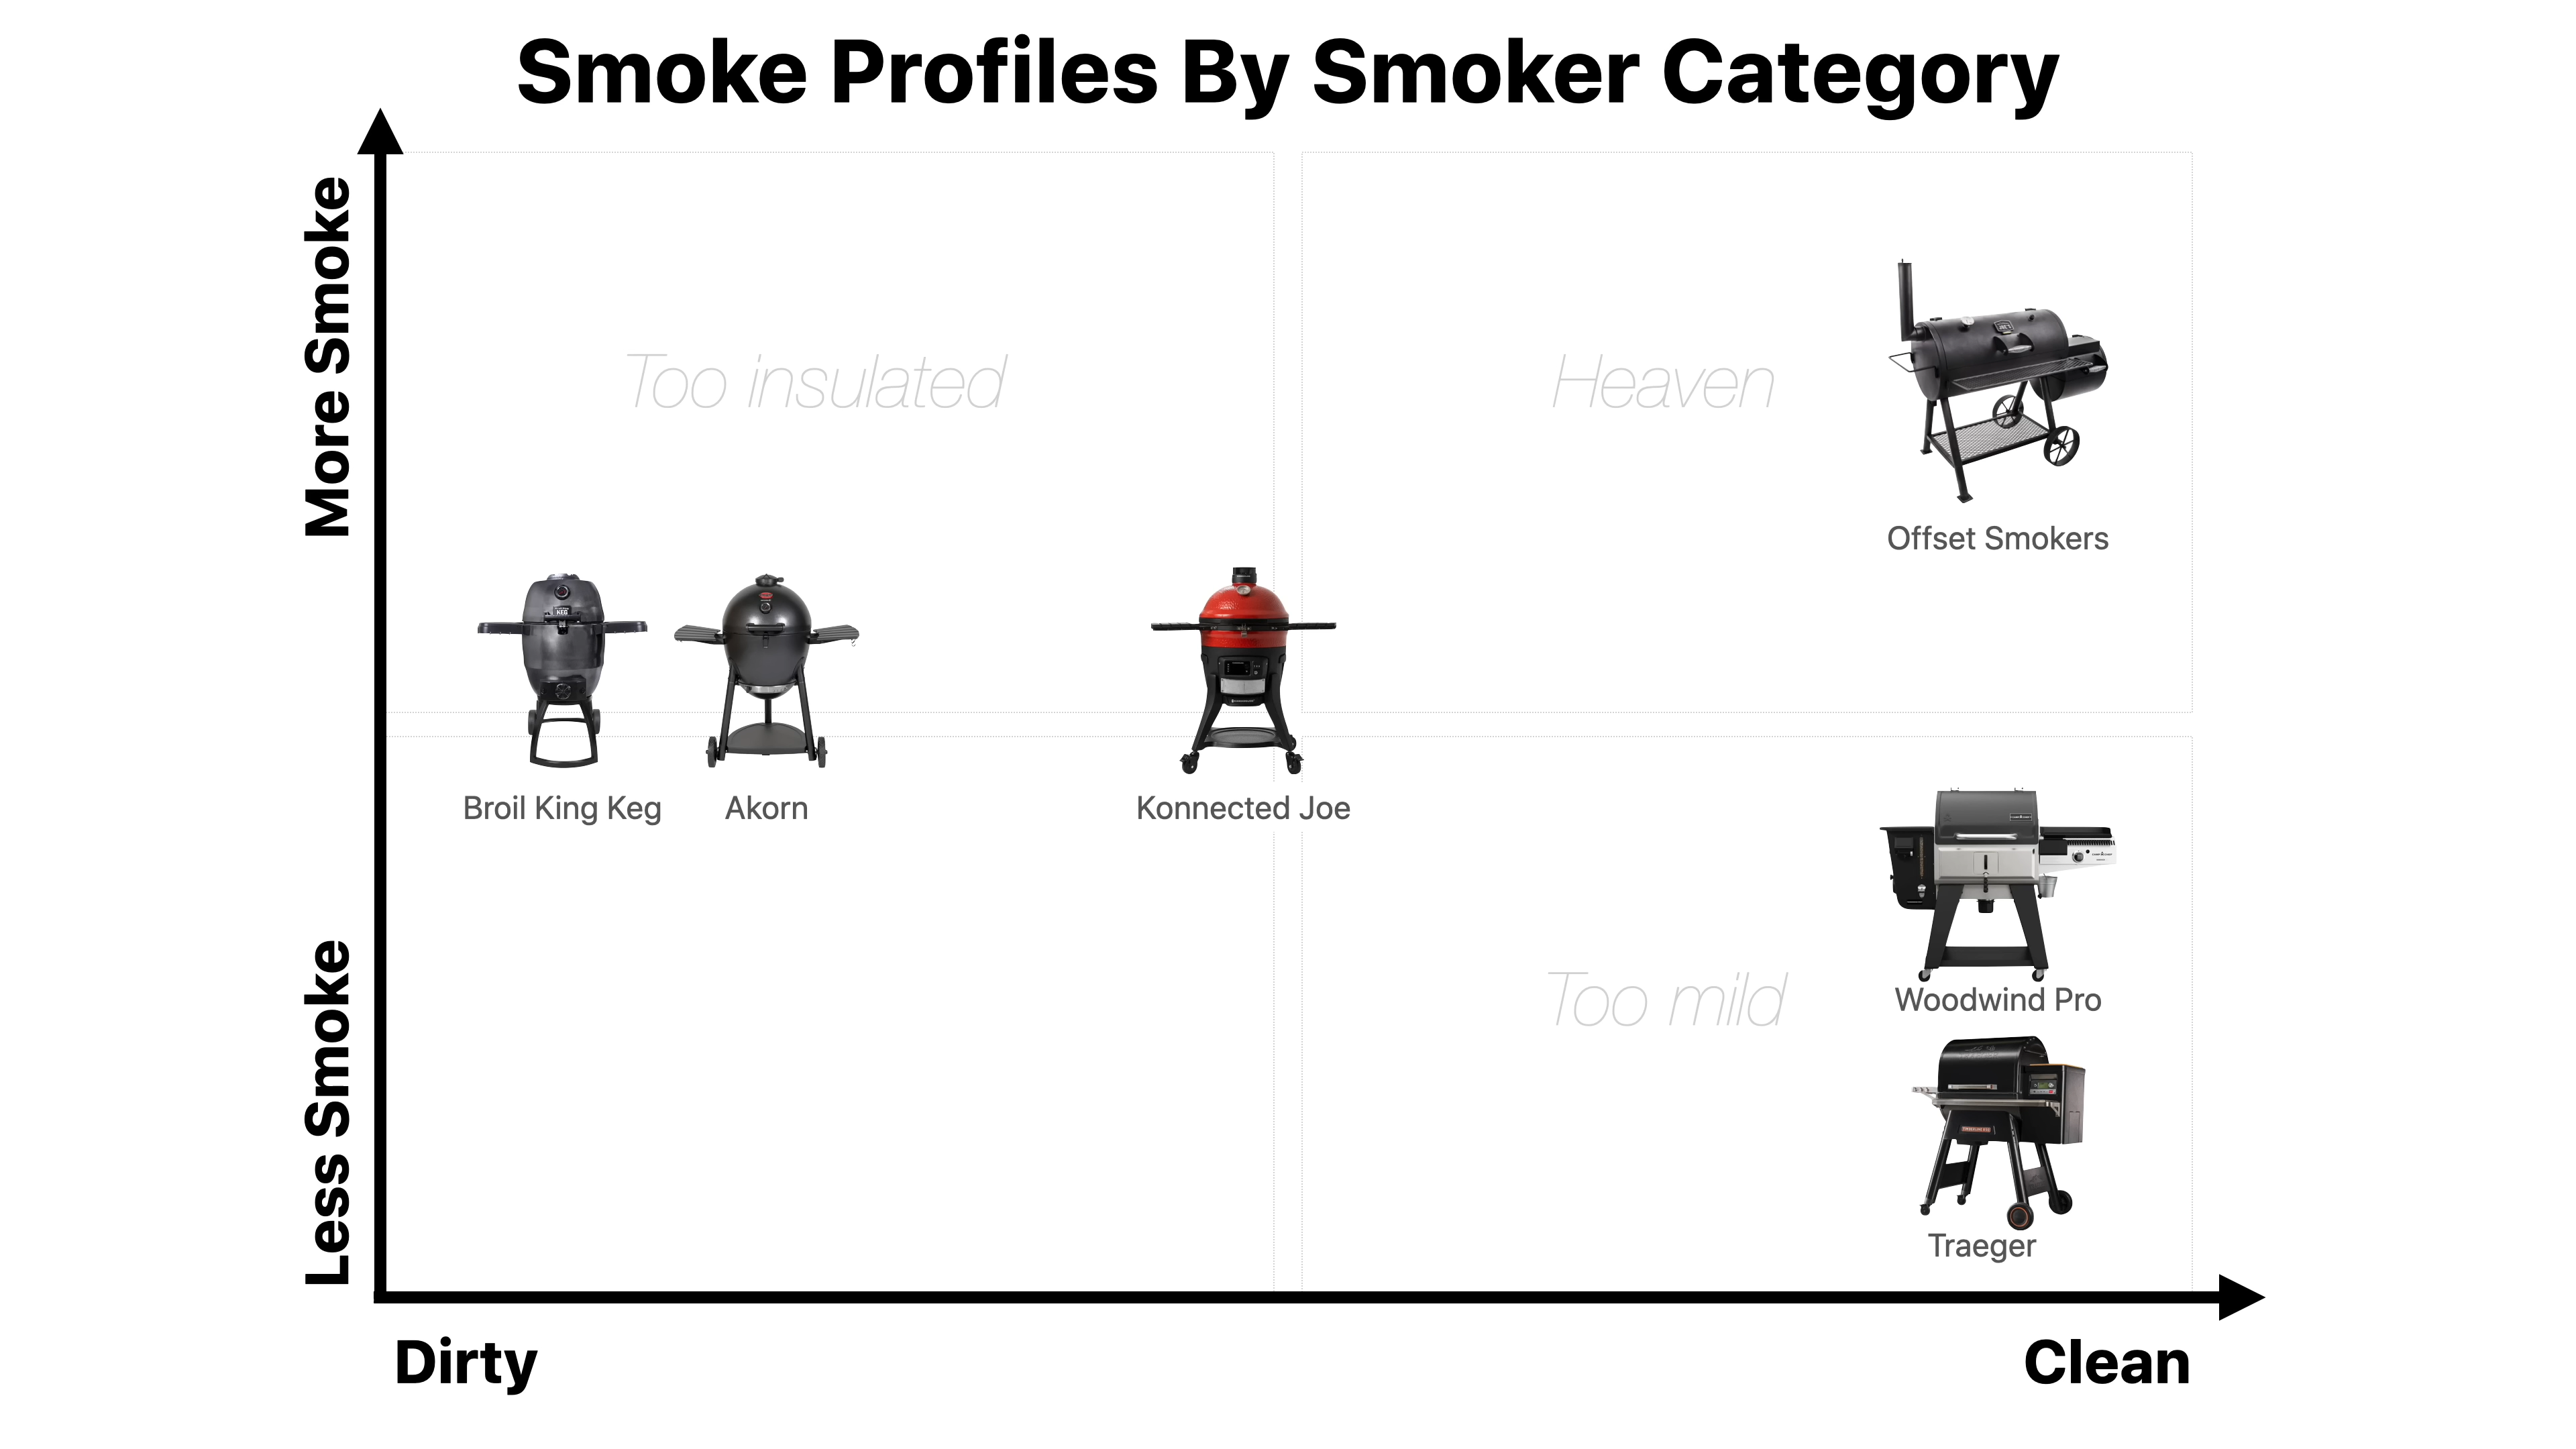 Smoke Profiles By Smoker Category
More Smoke
Too insulated
Heaven
Offset Smokers
KEG
Broil King Keg
Akorn
Konnected Joe
Less Smoke
Too mild
Woodwind Pro
Traeger
Dirty
Clean